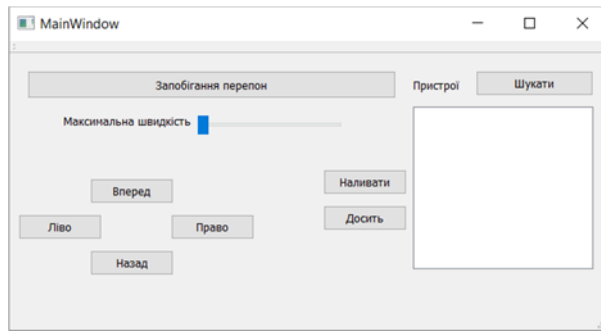 MainWindow
Запобігання перепон
Пристрої
Шукати
Максимальна швидкість
Вперед
Наливати
Ліво
Право
Досить
Назад